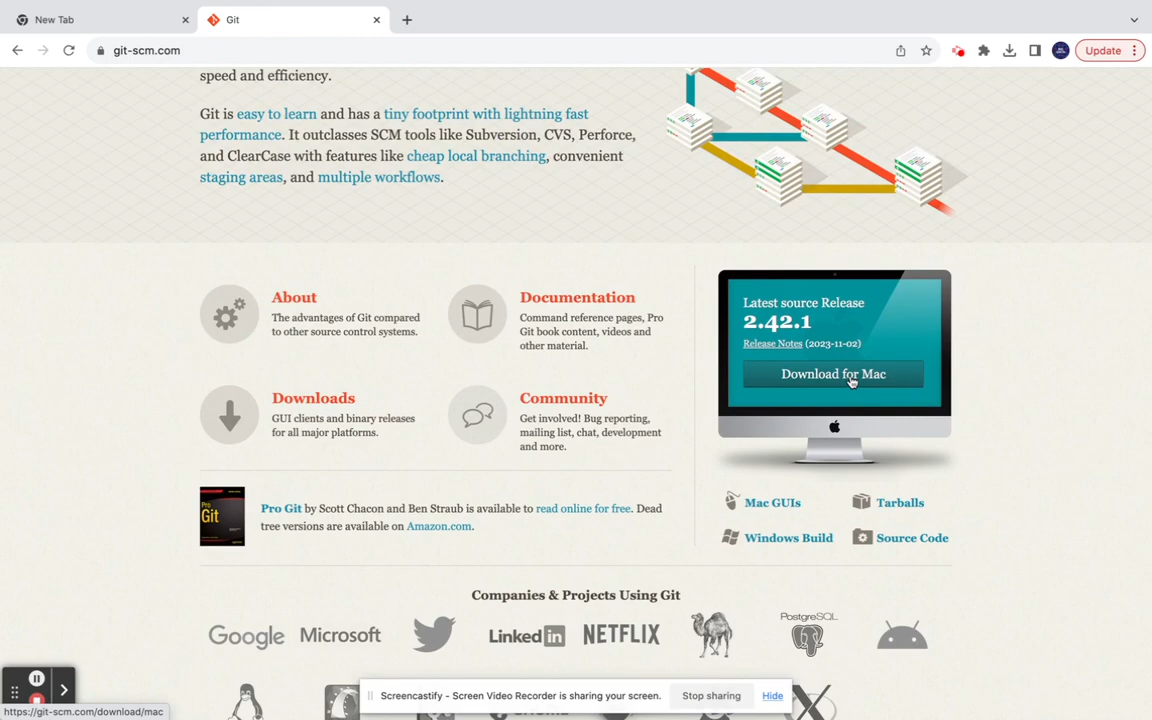 New Tab
Git
git-scm.com
Update
speed and efficiency.
Git is easy to learn and has a tiny footprint with lightning fast
performance. It outclasses SCM tools like Subversion, CVS, Perforce,
and ClearCase with features like cheap local branching, convenient
staging areas, and multiple workflows.
About
The advantages of Git compared
to other source control systems.
Documentation
Command reference pages, Pro
Git book content, videos and
other material.
Downloads
GUI clients and binary releases
for all major platforms.
Community
Get involved! Bug reporting,
mailing list, chat, development
and more.
Latest source Release
2.42.1
Release Notes (2023-11-02)
Download for Mac
Mac GUIs
Tarballs
Windows Build
Source Code
Pro
Git
Pro Git by Scott Chacon and Ben Straub is available to read online for free. Dead
tree versions are available on Amazon.com.
Companies & Projects Using Git
Google
Microsoft
Linked in
NETFLIX
PostgreSQL
Screencastify - Screen Video Recorder is sharing your screen.
Stop sharing
Hide
https://git-scm.com/download/mac